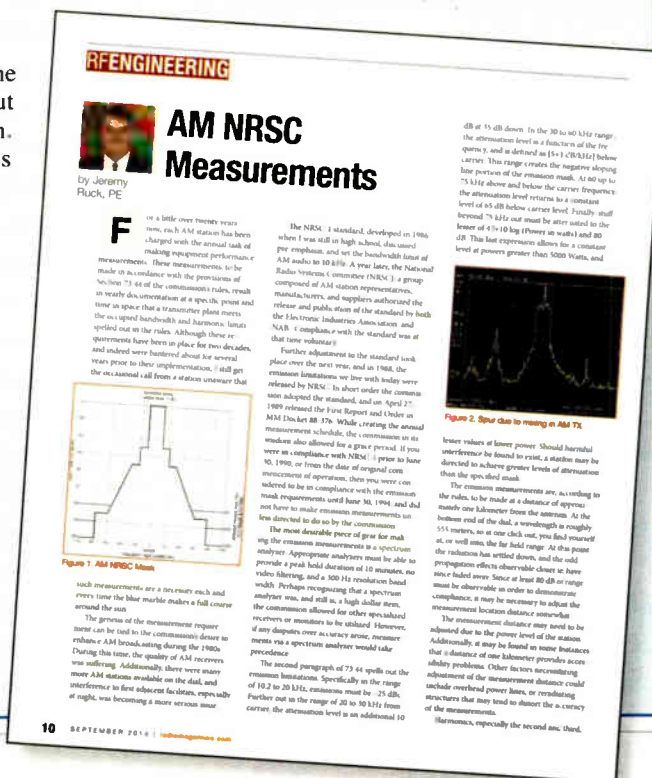 RF ENGINEERING
AM NRSC
Measurements
by Jeremy
Ruck, PE
For a little over twenty years
now, each AM station has been
charged with the annual task of
making equipment performance
measurements. These measurements, to be
made in accordance with the provisions of
Section 73.44 of the commission's rules, result
in yearly documentation at a specific point and
time in space that a transmitter plant meets
the occupied bandwidth and harmonic limits
spelled out in the rules. Although these re-
quirements have been in place for two decades,
and indeed were bantered about for several
years prior to their implementation, I still get
the occasional call from a station unaware that
Figure 1. AM NRSC Mask
such measurements are a necessity each and
every time the blue marble makes a full course
around the sun.
The genesis of the measurement require-
ment can be tied to the commission's desire to
enhance AM broadcasting during the 1980s.
During this time, the quality of AM receivers
was suffering. Additionally, there were many
more AM stations available on the dial, and
interference to first adjacent facilities, especially
at night, was becoming a more serious issue.
The NRSC-1 standard, developed in 1986
when I was still in high school, discussed
pre-emphasis, and set the bandwidth limit of
AM audio to 10 kHz. A year later, the National
Radio Systems Committee (NRSC), a group
composed of AM station representatives,
manufacturers, and suppliers authorized the
release and publication of the standard by both
the Electronic Industries Association and
NAB. Compliance with the standard was at
that time voluntary.
Further adjustment to the standard took
place over the next year, and in 1988, the
emission limitations we live with today were
released by NRSC. In short order the commis-
sion adopted the standard, and on April 27,
1989 released the First Report and Order in
MM Docket 88-376. While creating the annual
measurement schedule, the commission in its
wisdom also allowed for a grace period. If you
were in compliance with NRSC-1 prior to June
30, 1990, or from the date of original com-
mencement of operation, then you were con-
sidered to be in compliance with the emission
mask requirements until June 30, 1994, and did
not have to make emission measurements un-
less directed to do so by the commission.
The most desirable piece of gear for mak-
ing the emission measurements is a spectrum
analyzer. Appropriate analyzers must be able to
provide a peak hold duration of 10 minutes, no
video filtering, and a 300 Hz resolution band-
width. Perhaps recognizing that a spectrum
analyzer was, and still is, a high dollar item,
the commission allowed for other specialized
receivers or monitors to be utilized. However,
if any disputes over accuracy arose, measure-
ments via a spectrum analyzer would take
precedence.
The second paragraph of 73.44 spells out the
emission limitations. Specifically in the range
of 10.2 to 20 kHz, emissions must be -25 dBc.
Further out in the range of 20 to 30 kHz from
carrier, the attenuation level is an additional 10
dB at 35 dB down. In the 30 to 60 kHz range,
the attenuation level is a function of the fre-
quency, and is defined as [5+1 dB/kHz] below
carrier. This range creates the negative sloping
line portion of the emission mask. At 60 up to
75 kHz above and below the carrier frequency
the attenuation level returns to a constant
level of 65 dB below carrier level. Finally, stuff
beyond 75 kHz out must be attenuated to the
lesser of 43+10 log (Power in watts) and 80
dB. This last expression allows for a constant
level at powers greater than 5000 Watts, and
Figure 2. Spur due to mixing in AM TX
lesser values at lower power. Should harmful
interference be found to exist, a station may be
directed to achieve greater levels of attenuation
than the specified mask.
The emission measurements are, according to
the rules, to be made at a distance of approxi-
mately one kilometer from the antenna. At the
bottom end of the dial, a wavelength is roughly
555 meters, so at one click out, you find yourself
at, or well into, the far field range. At this point
the radiation has settled down, and the odd
propagation effects observable closer in have
since faded away. Since at least 80 dB of range
must be observable in order to demonstrate
compliance, it may be necessary to adjust the
measurement location distance somewhat.
The measurement distance may need to be
adjusted due to the power level of the station.
Additionally, it may be found in some instances
that a distance of one kilometer provides acces-
sibility problems. Other factors necessitating
adjustment of the measurement distance could
include overhead power lines, or reradiating
structures that may tend to distort the accuracy
of the measurements.
Harmonics, especially the second and third,
10 SEPTEMBER 2010 | radiomagonline.com